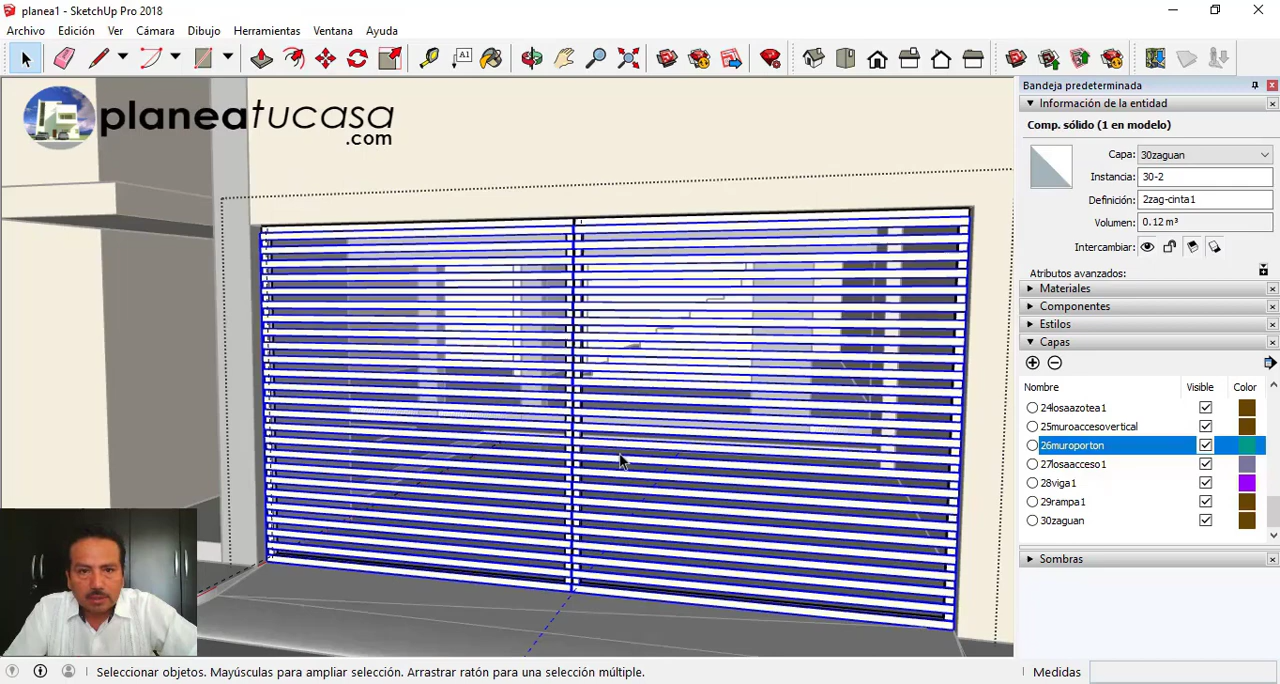 planea1 - SketchUp Pro 2018
Archivo Edición Ver Cámara Dibujo Herramientas Ventana Ayuda
A1
planeatucasa
.com
Bandeja predeterminada
Información de la entidad
Comp. sólido (1 en modelo)
Capa: 30zaguan
Instancia: 30-2
Definición: 2zag-cinta1
Volumen: 0.12 m³
Intercambiar:
Atributos avanzados:
Materiales
Componentes
Estilos
Capas
Nombre Visible Color
24losaazotea1
25muroaccesovertical
26muroporton
27losaacceso1
28viga1
29rampa1
30zaguan
Sombras
Seleccionar objetos. Mayúsculas para ampliar selección. Arrastrar ratón para una selección múltiple.
Medidas